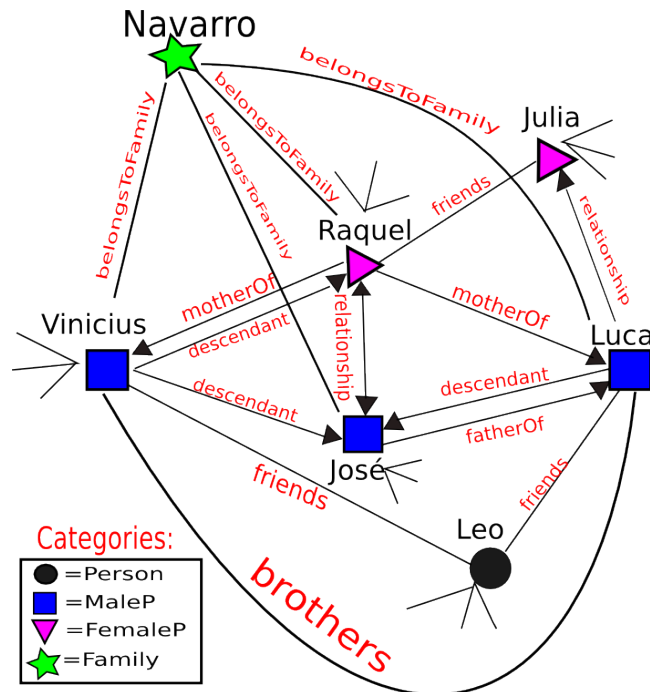 Navarro
belongsToFamily
belongsToFamily
belongsToFamily
belongsToFamily
Julia
friends
relationship
Raquel
motherOf
descendant
relationship
motherOf
Vinicius
Luca
descendant
descendant
fatherOf
José
friends
friends
Leo
brothers
Categories:
=Person
=MaleP
=FemaleP
=Family